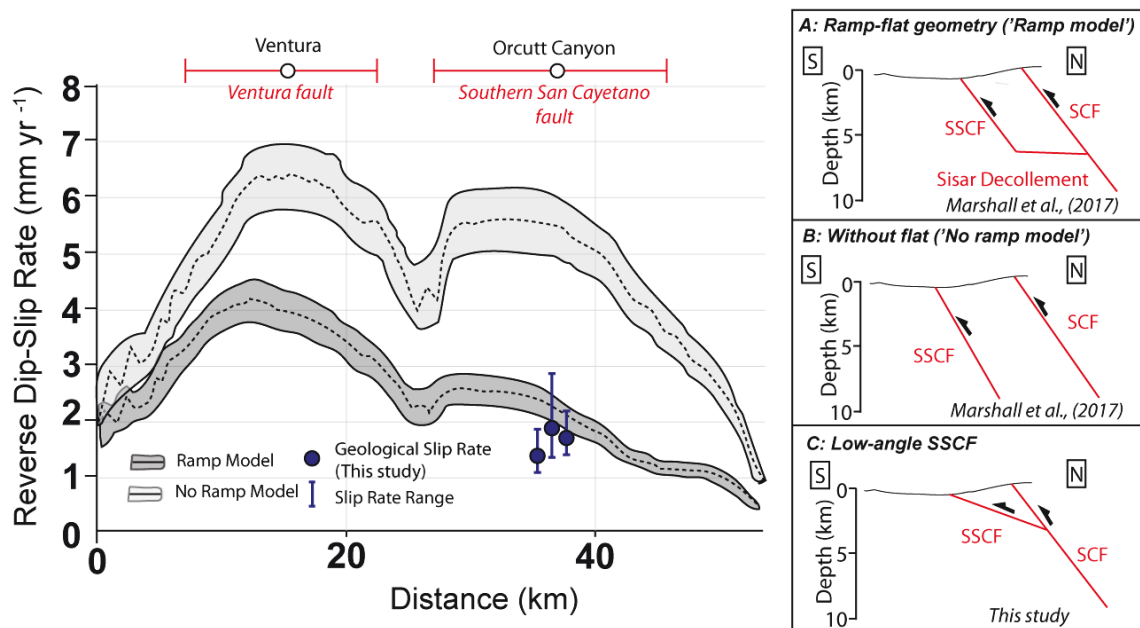 Ventura
Orcutt Canyon
Ventura fault
Southern San Cayetano
fault
Reverse Dip-Slip Rate (mm yr -1)
8
7
6
5
4
3
2
1
0
Ramp Model
No Ramp Model
Geological Slip Rate
(This study)
Slip Rate Range
0
20
40
Distance (km)
A: Ramp-flat geometry ('Ramp model')
S
N
Depth (km)
0
5
10
SSCF
SCF
Sisar Decollement
Marshall et al., (2017)
B: Without flat ('No ramp model')
S
N
Depth (km)
0
5
10
SSCF
SCF
Marshall et al., (2017)
C: Low-angle SSCF
S
N
Depth (km)
0
5
10
SSCF
SCF
This study